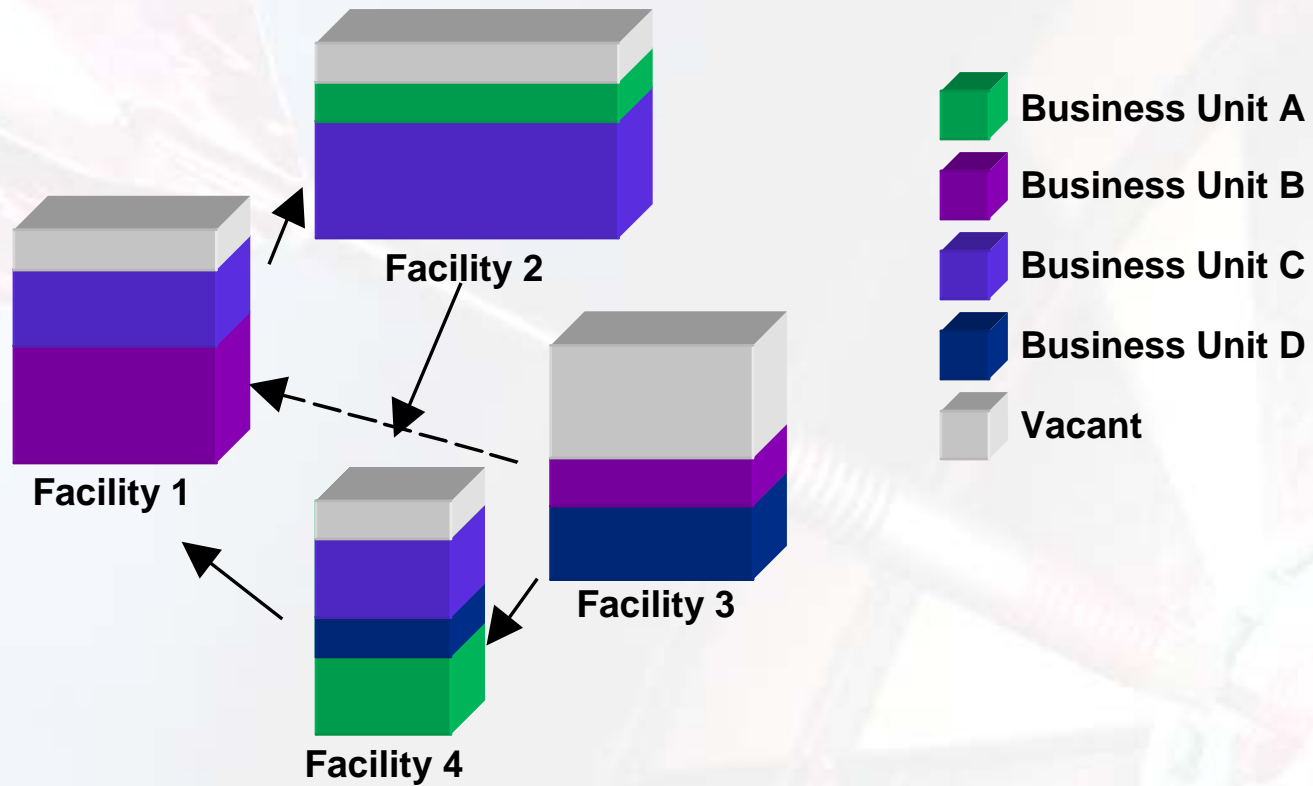 Facility 2
Facility 1
Facility 3
Facility 4
Business Unit A
Business Unit B
Business Unit C
Business Unit D
Vacant